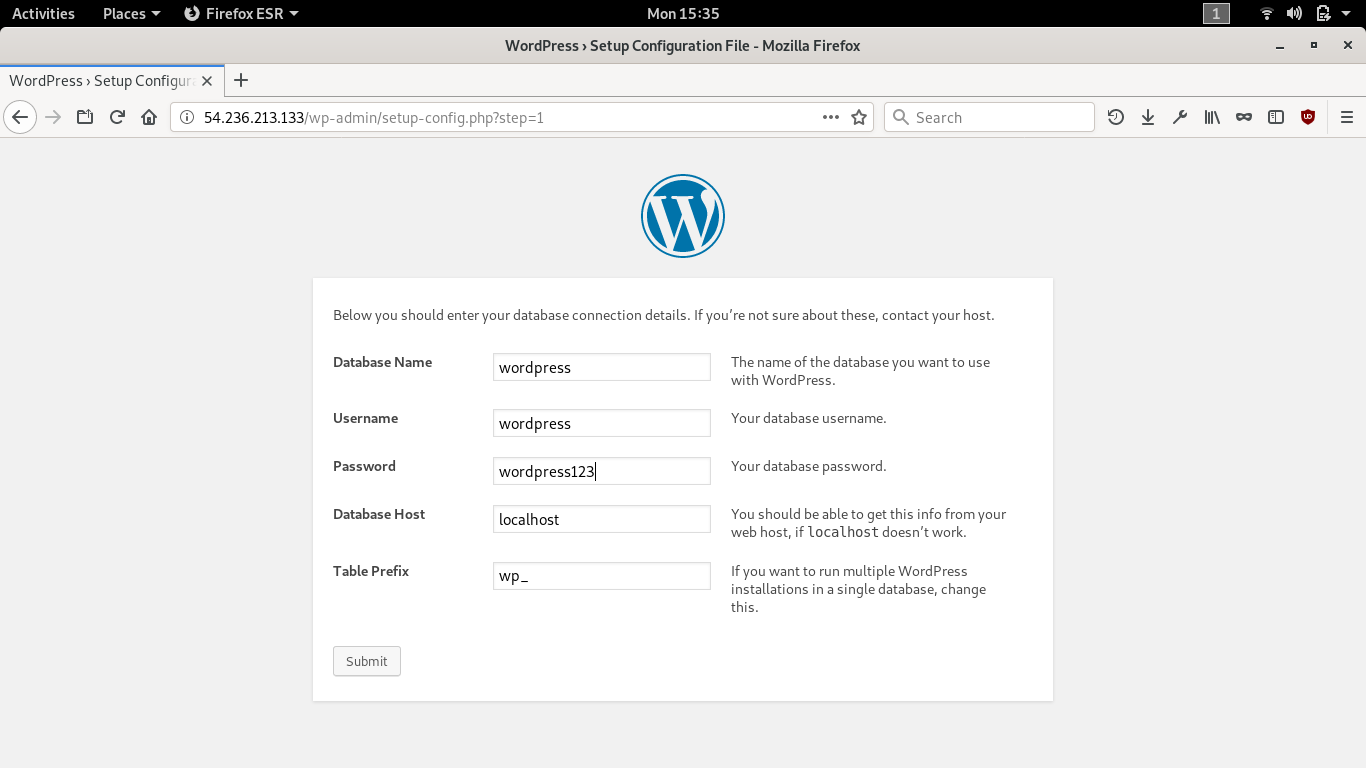 Activities Places Firefox ESR Mon 15:35 1
WordPress › Setup Configuration File - Mozilla Firefox
WordPress › Setup Configur
54.236.213.133/wp-admin/setup-config.php?step=1 Search
Below you should enter your database connection details. If you’re not sure about these, contact your host.
Database Name wordpress The name of the database you want to use
with WordPress.
Username wordpress Your database username.
Password wordpress123 Your database password.
Database Host localhost You should be able to get this info from your
web host, if localhost doesn’t work.
Table Prefix wp_ If you want to run multiple WordPress
installations in a single database, change
this.
Submit